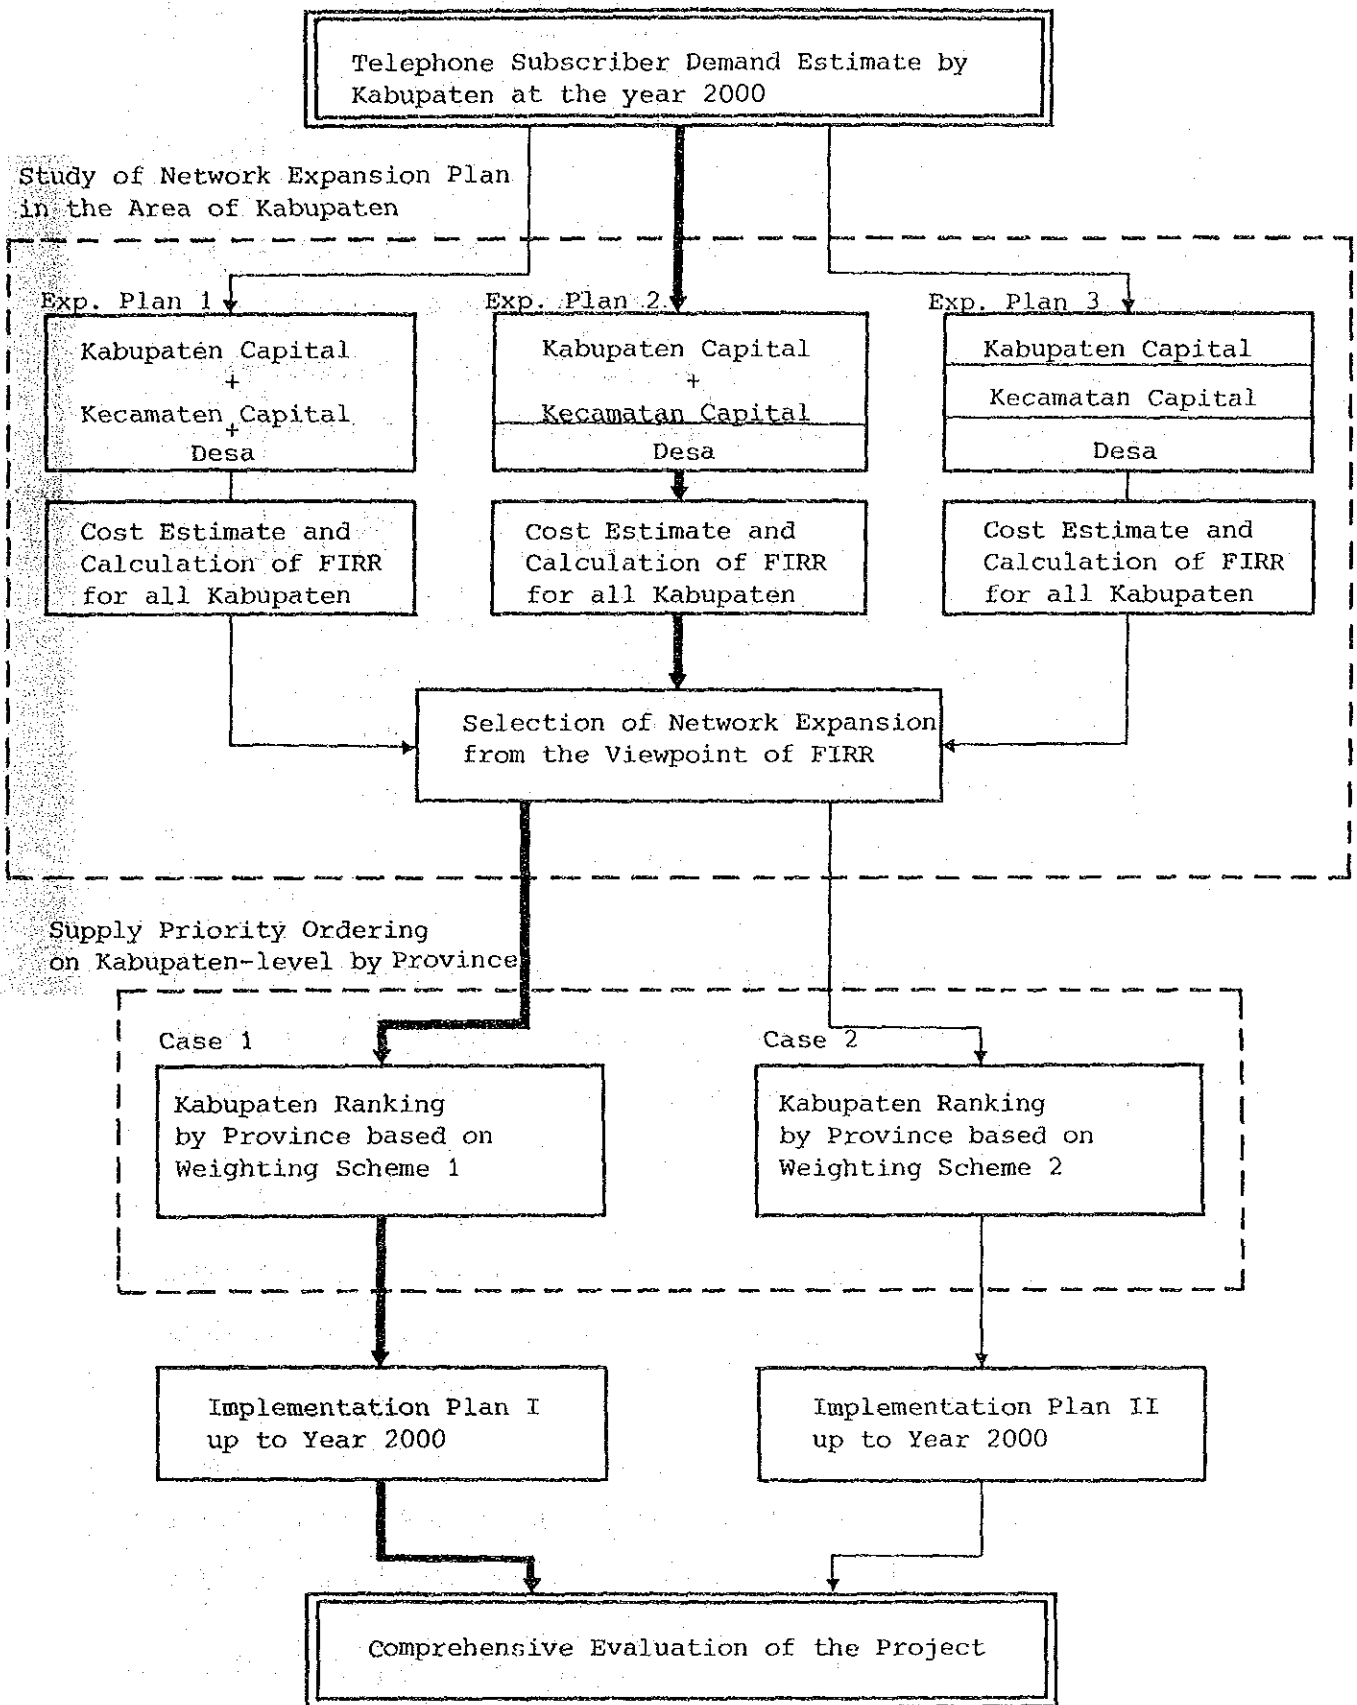 Telephone Subscriber Demand Estimate by
Kabupaten at the year 2000
Study of Network Expansion Plan
in the Area of Kabupaten
Exp. Plan 1
Kabupaten Capital
+
Kecamaten Capital
+
Desa
Cost Estimate and
Calculation of FIRR
for all Kabupaten
Exp. Plan 2
Kabupaten Capital
+
Kecamatan Capital
Desa
Cost Estimate and
Calculation of FIRR
for all Kabupaten
Exp. Plan 3
Kabupaten Capital
Kecamatan Capital
Desa
Cost Estimate and
Calculation of FIRR
for all Kabupaten
Selection of Network Expansion
from the Viewpoint of FIRR
Supply Priority Ordering
on Kabupaten-level by Province
Case 1
Kabupaten Ranking
by Province based on
Weighting Scheme 1
Case 2
Kabupaten Ranking
by Province based on
Weighting Scheme 2
Implementation Plan I
up to Year 2000
Implementation Plan II
up to Year 2000
Comprehensive Evaluation of the Project